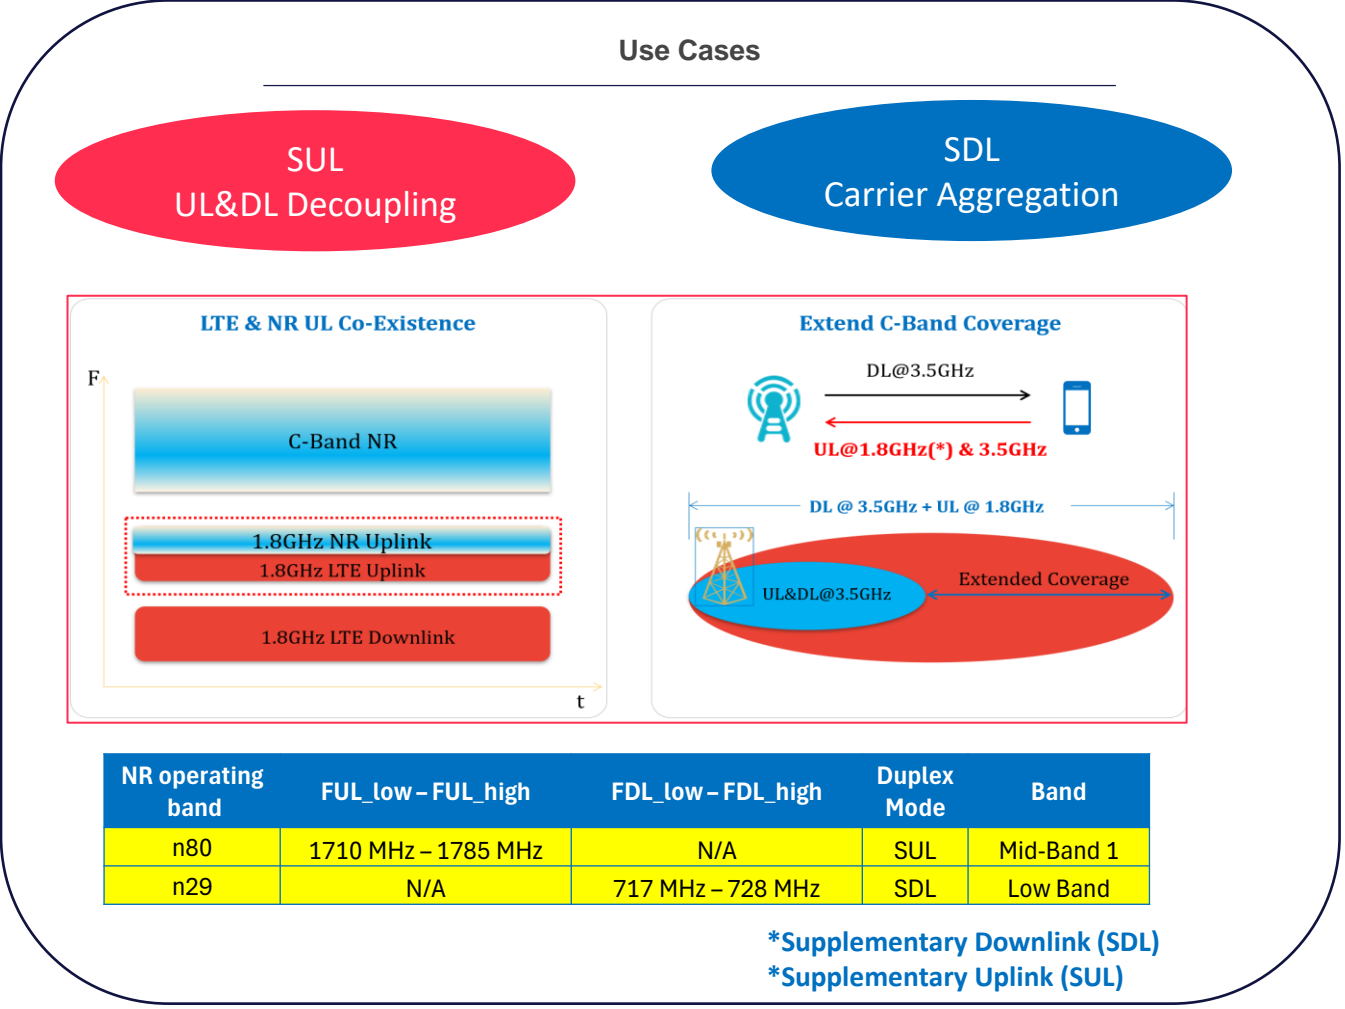 Use Cases
SUL
UL&DL Decoupling
SDL
Carrier Aggregation
LTE & NR UL Co-Existence
F
C-Band NR
1.8GHz NR Uplink
1.8GHz LTE Uplink
1.8GHz LTE Downlink
t
Extend C-Band Coverage
DL@3.5GHz
UL@1.8GHz(*) & 3.5GHz
DL @ 3.5GHz + UL @ 1.8GHz
UL&DL@3.5GHz
Extended Coverage
NR operating
band
FUL_low – FUL_high
FDL_low – FDL_high
Duplex
Mode
Band
n80
1710 MHz – 1785 MHz
N/A
SUL
Mid-Band 1
n29
N/A
717 MHz – 728 MHz
SDL
Low Band
*Supplementary Downlink (SDL)
*Supplementary Uplink (SUL)